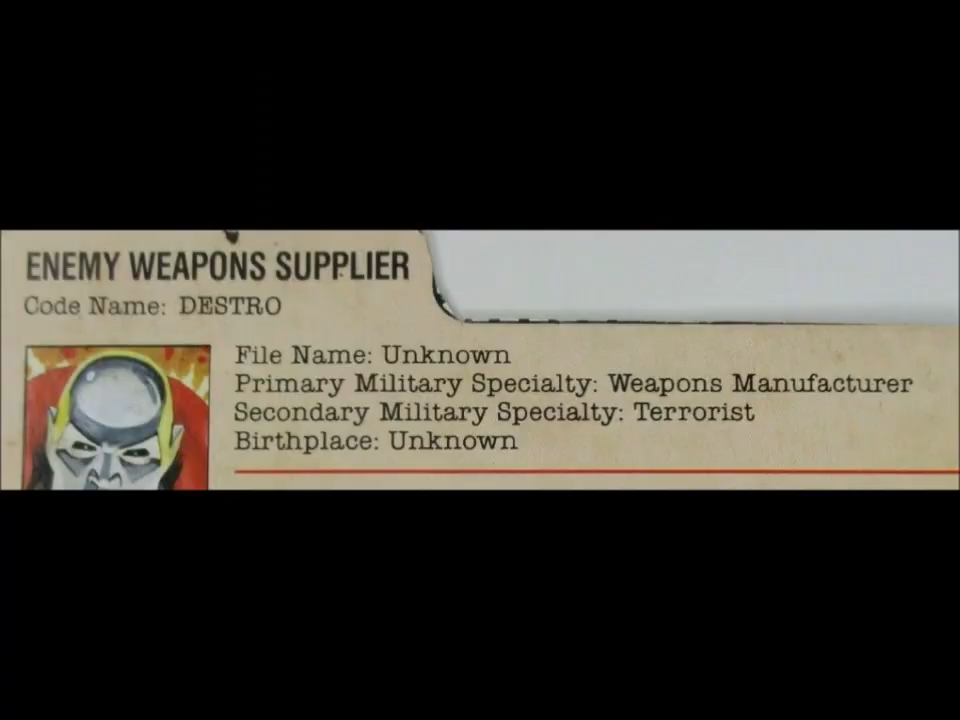 ENEMY WEAPONS SUPPLIER
Code Name: DESTRO
File Name: Unknown
Primary Military Specialty: Weapons Manufacturer
Secondary Military Specialty: Terrorist
Birthplace: Unknown